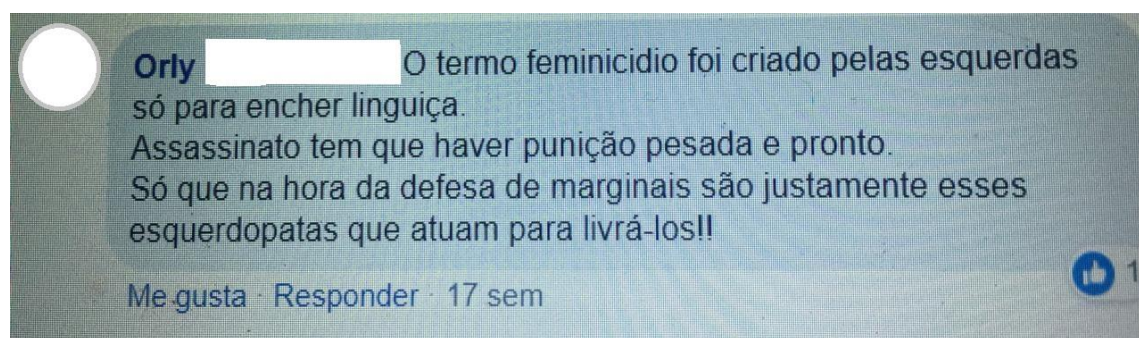 Orly O termo feminicidio foi criado pelas esquerdas
só para encher linguiça.
Assassinato tem que haver punição pesada e pronto.
Só que na hora da defesa de marginais são justamente esses
esquerdopatas que atuam para livrá-los!!
1
Me gusta · Responder · 17 sem